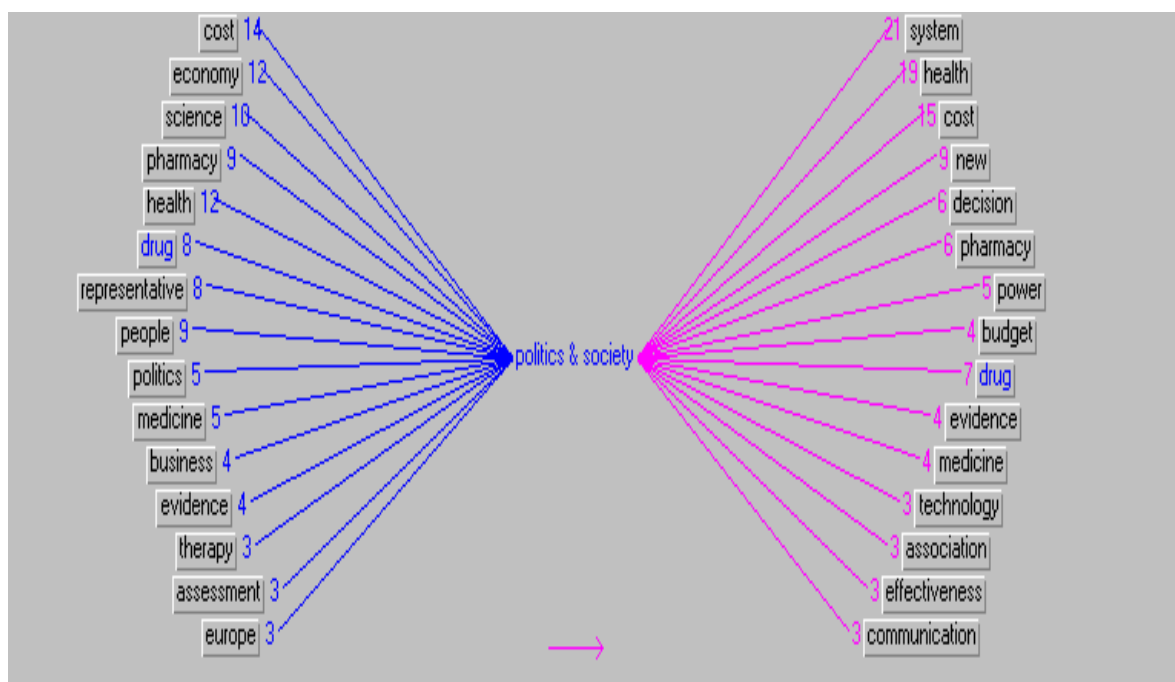 cost 14
economy 12
science 10
pharmacy 9
health 12
drug 8
representative 8
people 9
politics 5
medicine 5
business 4
evidence 4
therapy 3
assessment 3
europe 3
politics & society
21 system
19 health
15 cost
9 new
6 decision
6 pharmacy
5 power
4 budget
7 drug
4 evidence
4 medicine
3 technology
3 association
3 effectiveness
3 communication